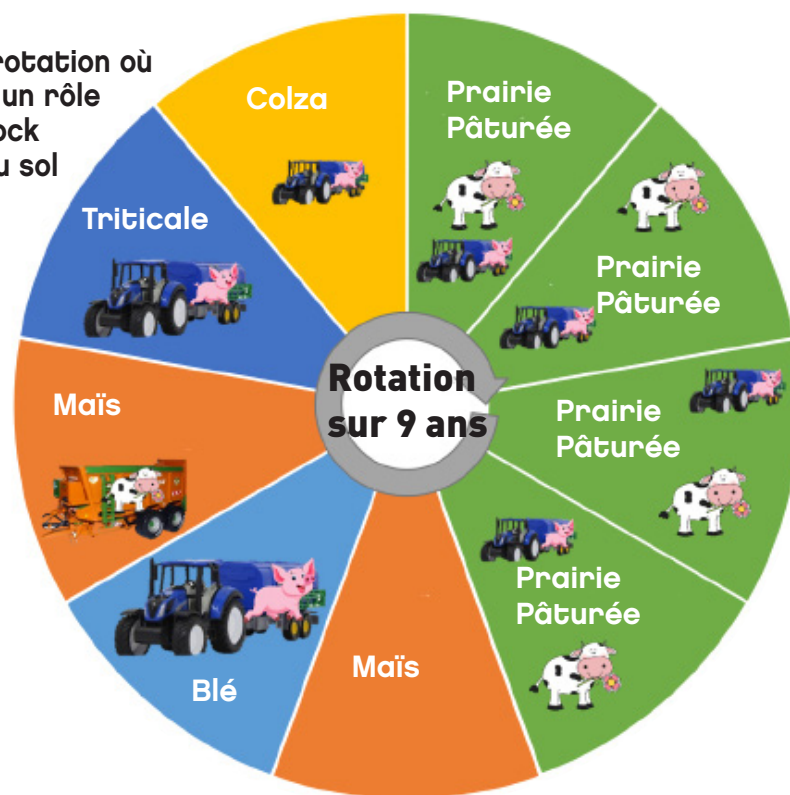 rotation où
un rôle
ock
u sol
Colza
Prairie
Pâturée
Prairie
Pâturée
Triticale
Rotation
sur 9 ans
Prairie
Pâturée
Maïs
Prairie
Pâturée
Maïs
Blé